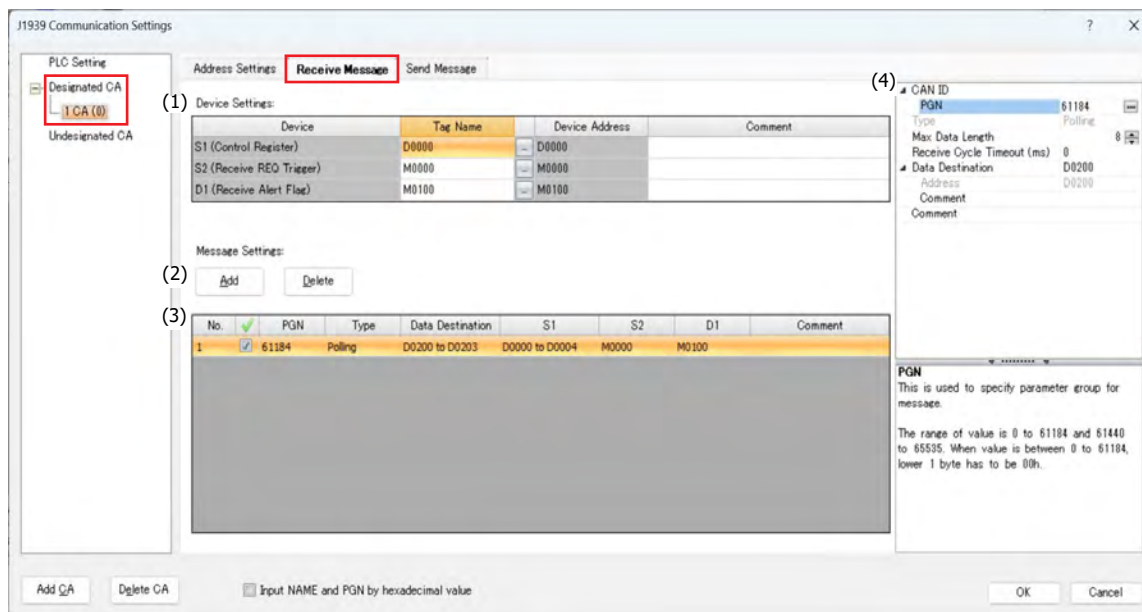 J1939 Communication Settings ? X
PLC Setting
Designated CA
1 CA (0)
Undesignated CA
Address Settings Receive Message Send Message
(1) Device Settings:
Device Tag Name Device Address Comment
S1 (Control Register) D0000 ... D0000
S2 (Receive REQ Trigger) M0000 ... M0000
D1 (Receive Alert Flag) M0100 ... M0100
Message Settings:
(2) Add Delete
(3) No. PGN Type Data Destination S1 S2 D1 Comment
1 61184 Polling D0200 to D0203 D0000 to D0004 M0000 M0100
(4) CAN ID
PGN 61184 ...
Type Polling
Max Data Length 8
Receive Cycle Timeout (ms) 0
Data Destination D0200
Address D0200
Comment
Comment
PGN
This is used to specify parameter group for
message.
The range of value is 0 to 61184 and 61440
to 65535. When value is between 0 to 61184,
lower 1 byte has to be 00h.
Add CA Delete CA Input NAME and PGN by hexadecimal value OK Cancel